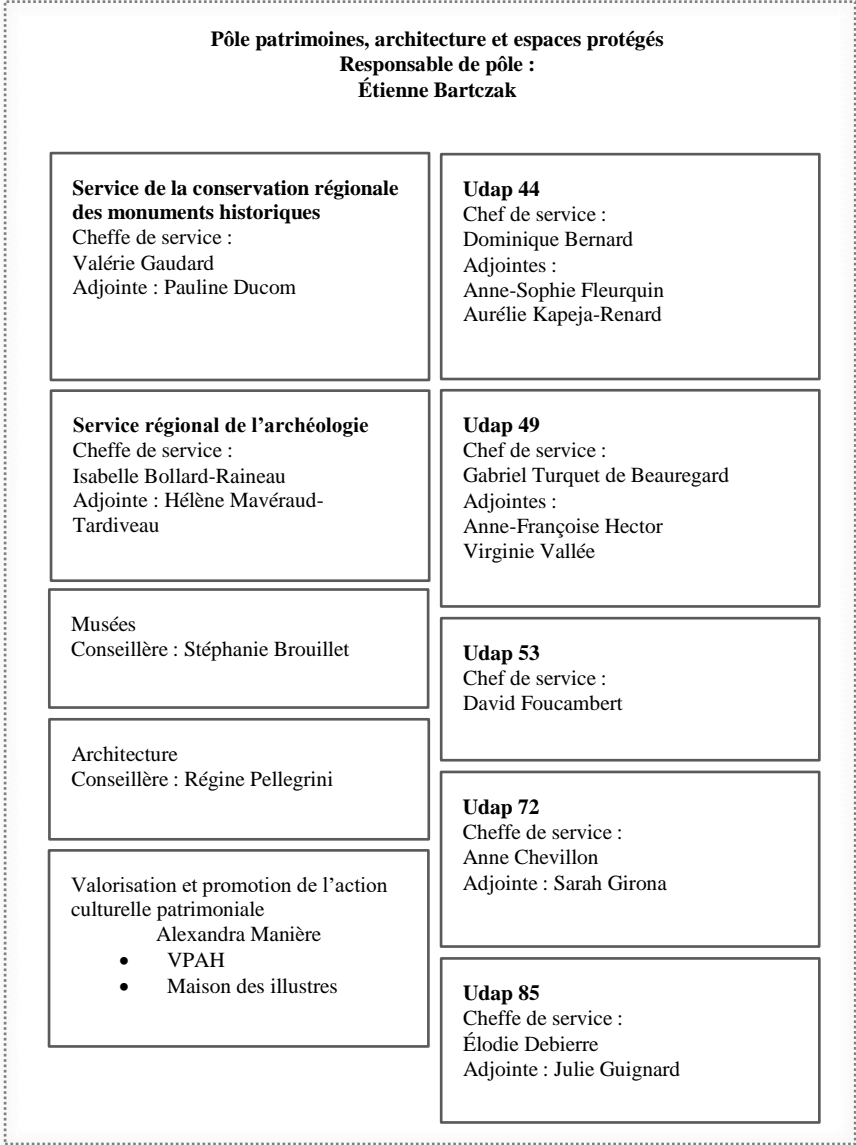 Pôle patrimoines, architecture et espaces protégés
Responsable de pôle :
Étienne Bartczak
Service de la conservation régionale
des monuments historiques
Cheffe de service :
Valérie Gaudard
Adjointe : Pauline Ducom
Service régional de l’archéologie
Cheffe de service :
Isabelle Bollard-Raineau
Adjointe : Hélène Mavéraud-
Tardiveau
Musées
Conseillère : Stéphanie Brouillet
Architecture
Conseillère : Régine Pellegrini
Valorisation et promotion de l’action
culturelle patrimoniale
Alexandra Manière
• VPAH
• Maison des illustres
Udap 44
Chef de service :
Dominique Bernard
Adjointes :
Anne-Sophie Fleurquin
Aurélie Kapeja-Renard
Udap 49
Chef de service :
Gabriel Turquet de Beauregard
Adjointes :
Anne-Françoise Hector
Virginie Vallée
Udap 53
Chef de service :
David Foucambert
Udap 72
Cheffe de service :
Anne Chevillon
Adjointe : Sarah Girona
Udap 85
Cheffe de service :
Élodie Debierre
Adjointe : Julie Guignard